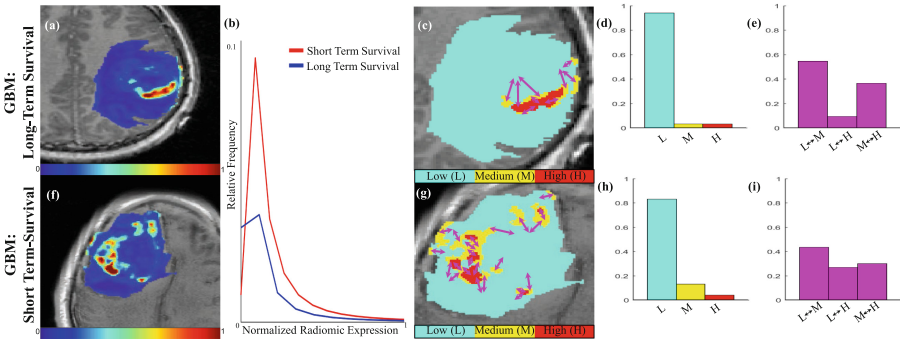 GBM:
Long-Term Survival
(a)
0
1
(b)
0.1
Short Term Survival
Long Term Survival
Relative Frequency
0
Normalized Radiomic Expression
1
(c)
Low (L) Medium (M) High (H)
(d)
1
0.8
0.6
0.4
0.2
0
L M H
(e)
1
0.8
0.6
0.4
0.2
0
L↔M
L↔H
M↔H
GBM:
Short Term-Survival
(f)
0
1
(g)
Low (L) Medium (M) High (H)
(h)
1
0.8
0.6
0.4
0.2
0
L M H
(i)
1
0.8
0.6
0.4
0.2
0
L↔M
L↔H
M↔H